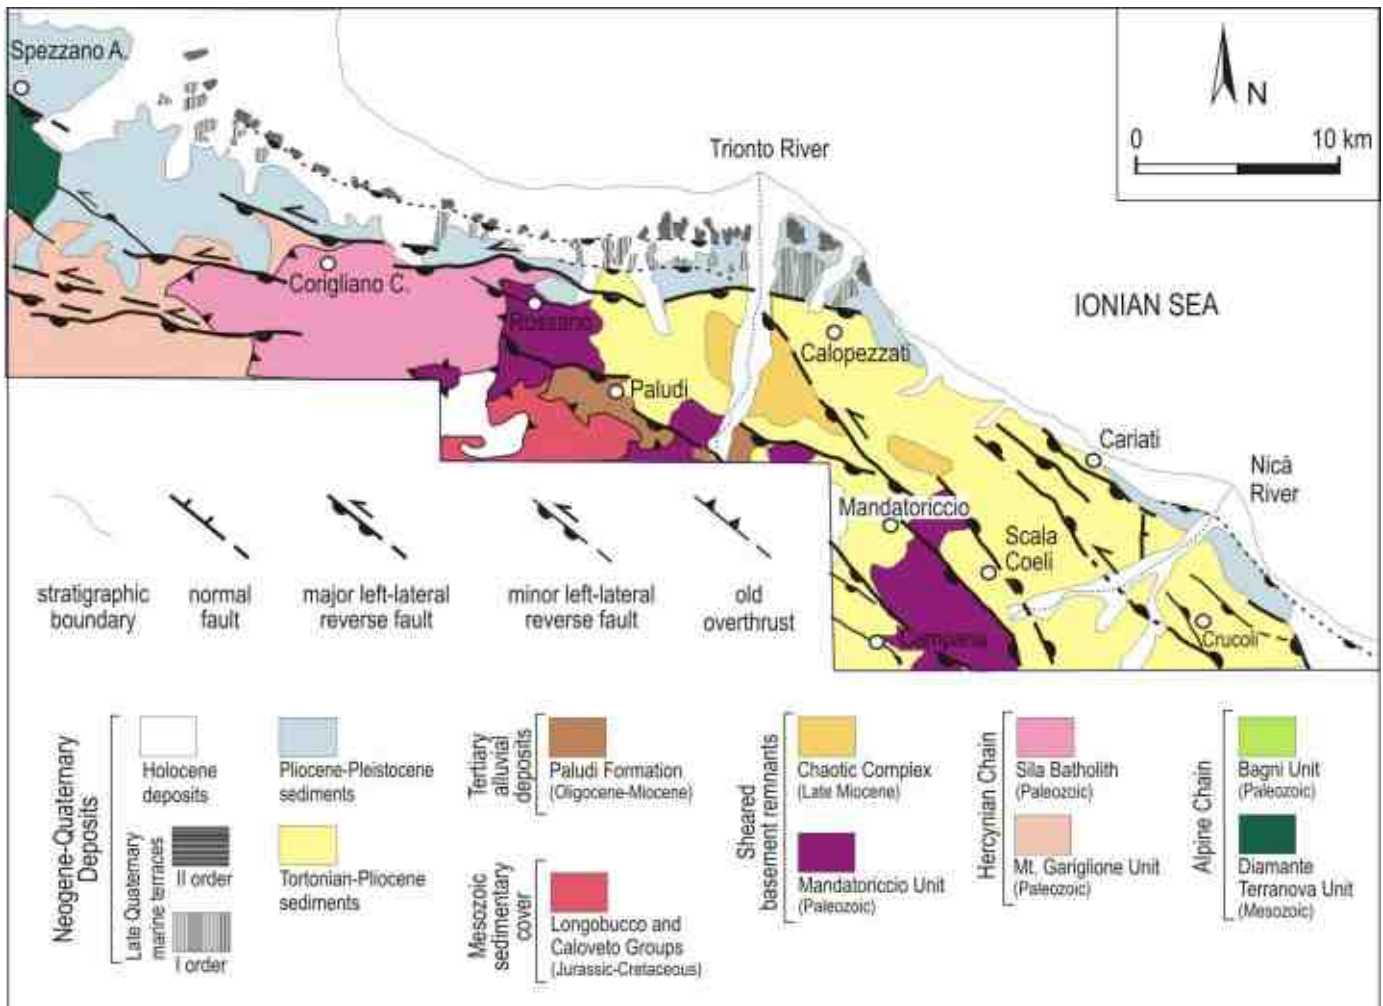 Spezzano A.
N
0 10 km
Trionto River
IONIAN SEA
Corigliano C.
Rossano
Calopezzati
Paludi
Cariati
Nicà
River
Mandatoriccio
Scala
Coeli
Crucoli
Campana
stratigraphic
boundary
normal
fault
major left-lateral
reverse fault
minor left-lateral
reverse fault
old
overthrust
Neogene-Quaternary
Deposits
Holocene
deposits
Late Quaternary
marine terraces
II order
I order
Pliocene-Pleistocene
sediments
Tortonian-Pliocene
sediments
Tertiary
alluvial
deposits
Paludi Formation
(Oligocene-Miocene)
Mesozoic
sedimentary
cover
Longobucco and
Caloveto Groups
(Jurassic-Cretaceous)
Sheared
basement remnants
Chaotic Complex
(Late Miocene)
Mandatoriccio Unit
(Paleozoic)
Hercynian Chain
Sila Batholith
(Paleozoic)
Mt. Gariglione Unit
(Paleozoic)
Alpine Chain
Bagni Unit
(Paleozoic)
Diamante
Terranova Unit
(Mesozoic)